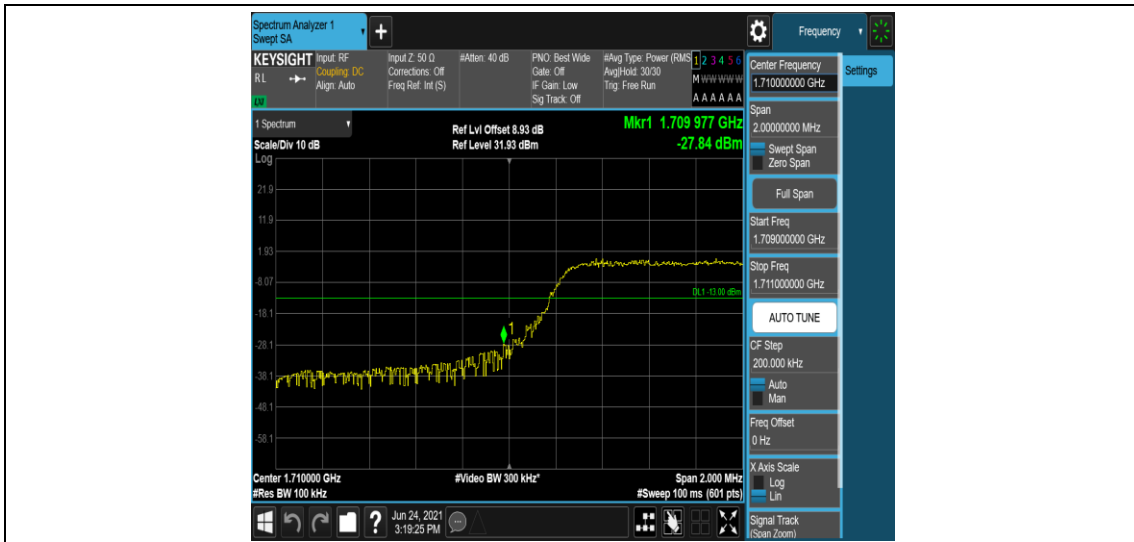 Spectrum Analyzer 1
Swept SA
+
Frequency
KEYSIGHT
RL
LXI
Input: RF
Coupling: DC
Align: Auto
Input Z: 50 Ω
Corrections: Off
Freq Ref: Int (S)
#Atten: 40 dB
PNO: Best Wide
Gate: Off
IF Gain: Low
Sig Track: Off
#Avg Type: Power (RMS
Avg|Hold: 30/30
Trig: Free Run
1 2 3 4 5 6
M W W W W W
A A A A A A
1 Spectrum
Scale/Div 10 dB
Log
Ref Lvl Offset 8.93 dB
Ref Level 31.93 dBm
Mkr1 1.709 977 GHz
-27.84 dBm
21.9
11.9
1.93
-8.07
-18.1
-28.1
-38.1
-48.1
-58.1
DL1 -13.00 dBm
1
Center 1.710000 GHz
#Res BW 100 kHz
#Video BW 300 kHz*
Span 2.000 MHz
#Sweep 100 ms (601 pts)
?
Jun 24, 2021
3:19:25 PM
Center Frequency
1.710000000 GHz
Settings
Span
2.00000000 MHz
Swept Span
Zero Span
Full Span
Start Freq
1.709000000 GHz
Stop Freq
1.711000000 GHz
AUTO TUNE
CF Step
200.000 kHz
Auto
Man
Freq Offset
0 Hz
X Axis Scale
Log
Lin
Signal Track
(Span Zoom)